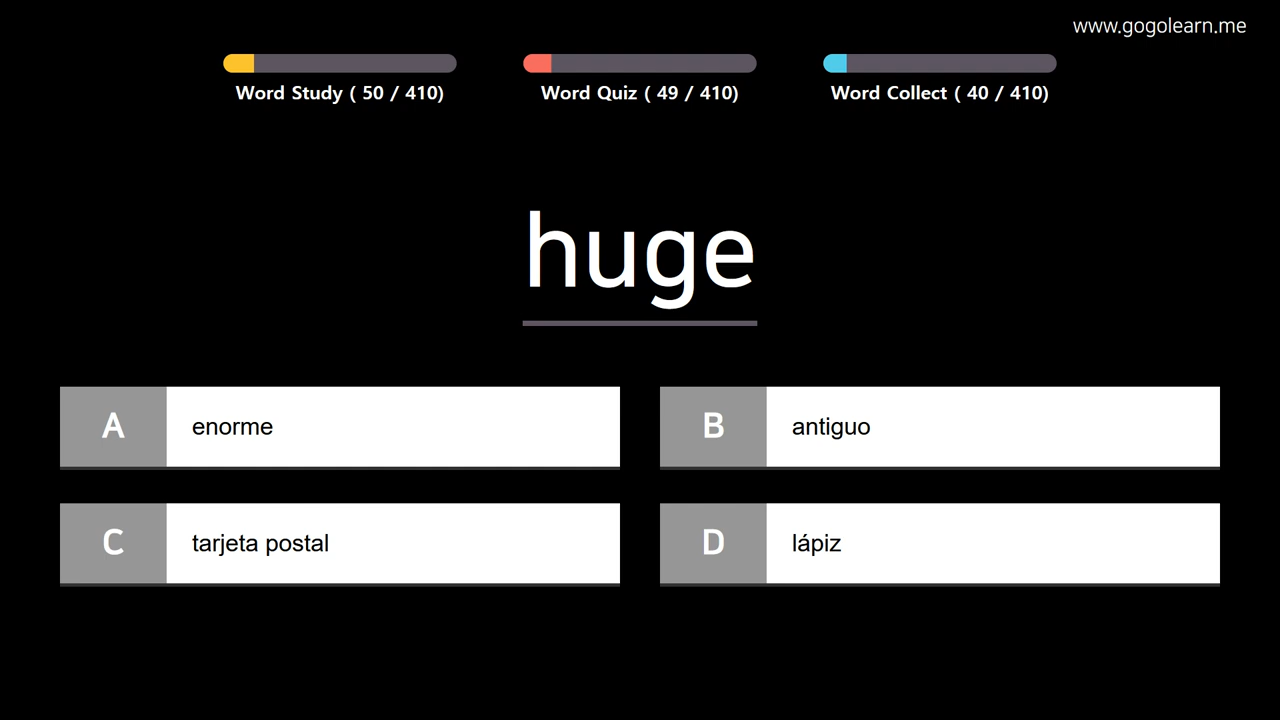 www.gogolearn.me
Word Study ( 50 / 410)
Word Quiz ( 49 / 410)
Word Collect ( 40 / 410)
huge
A enorme
B antiguo
C tarjeta postal
D lápiz